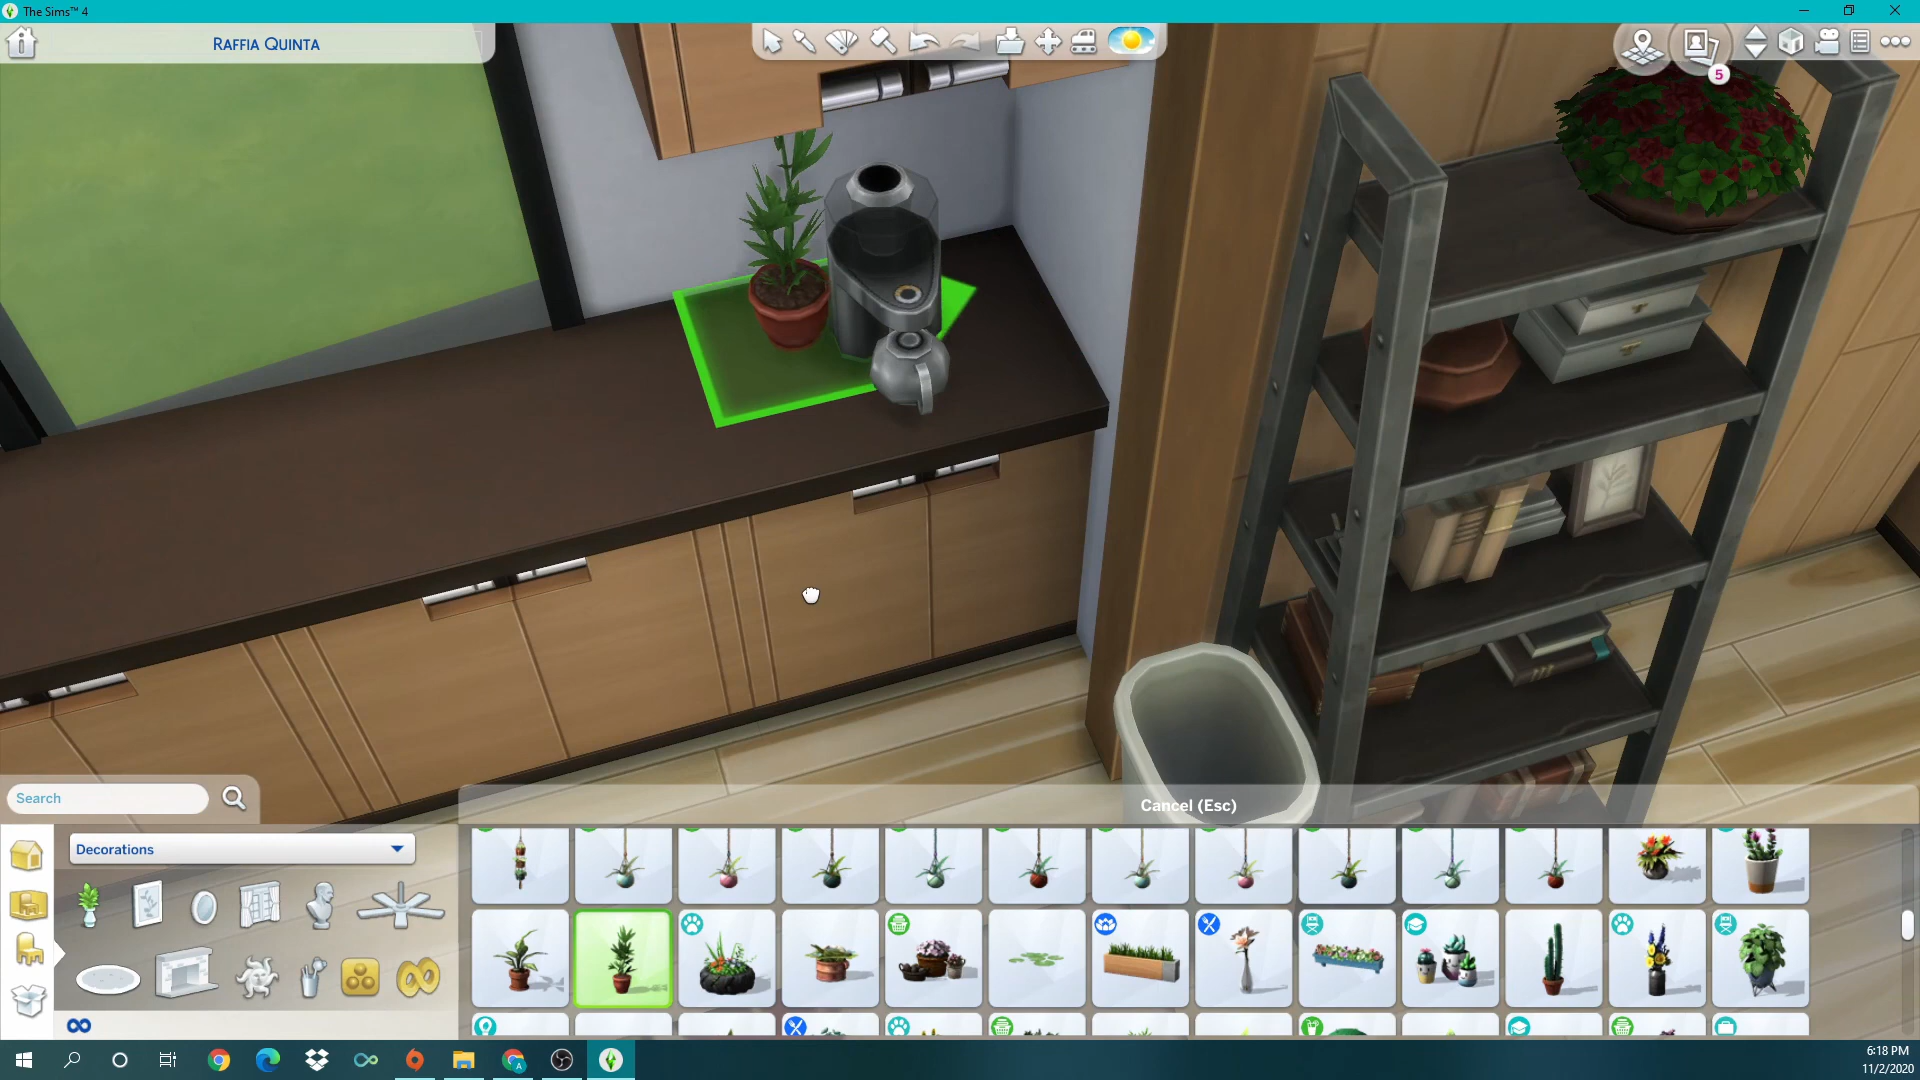 The Sims™ 4
RAFFIA QUINTA
5
Search
Cancel (Esc)
Decorations
6:18 PM
11/2/2020